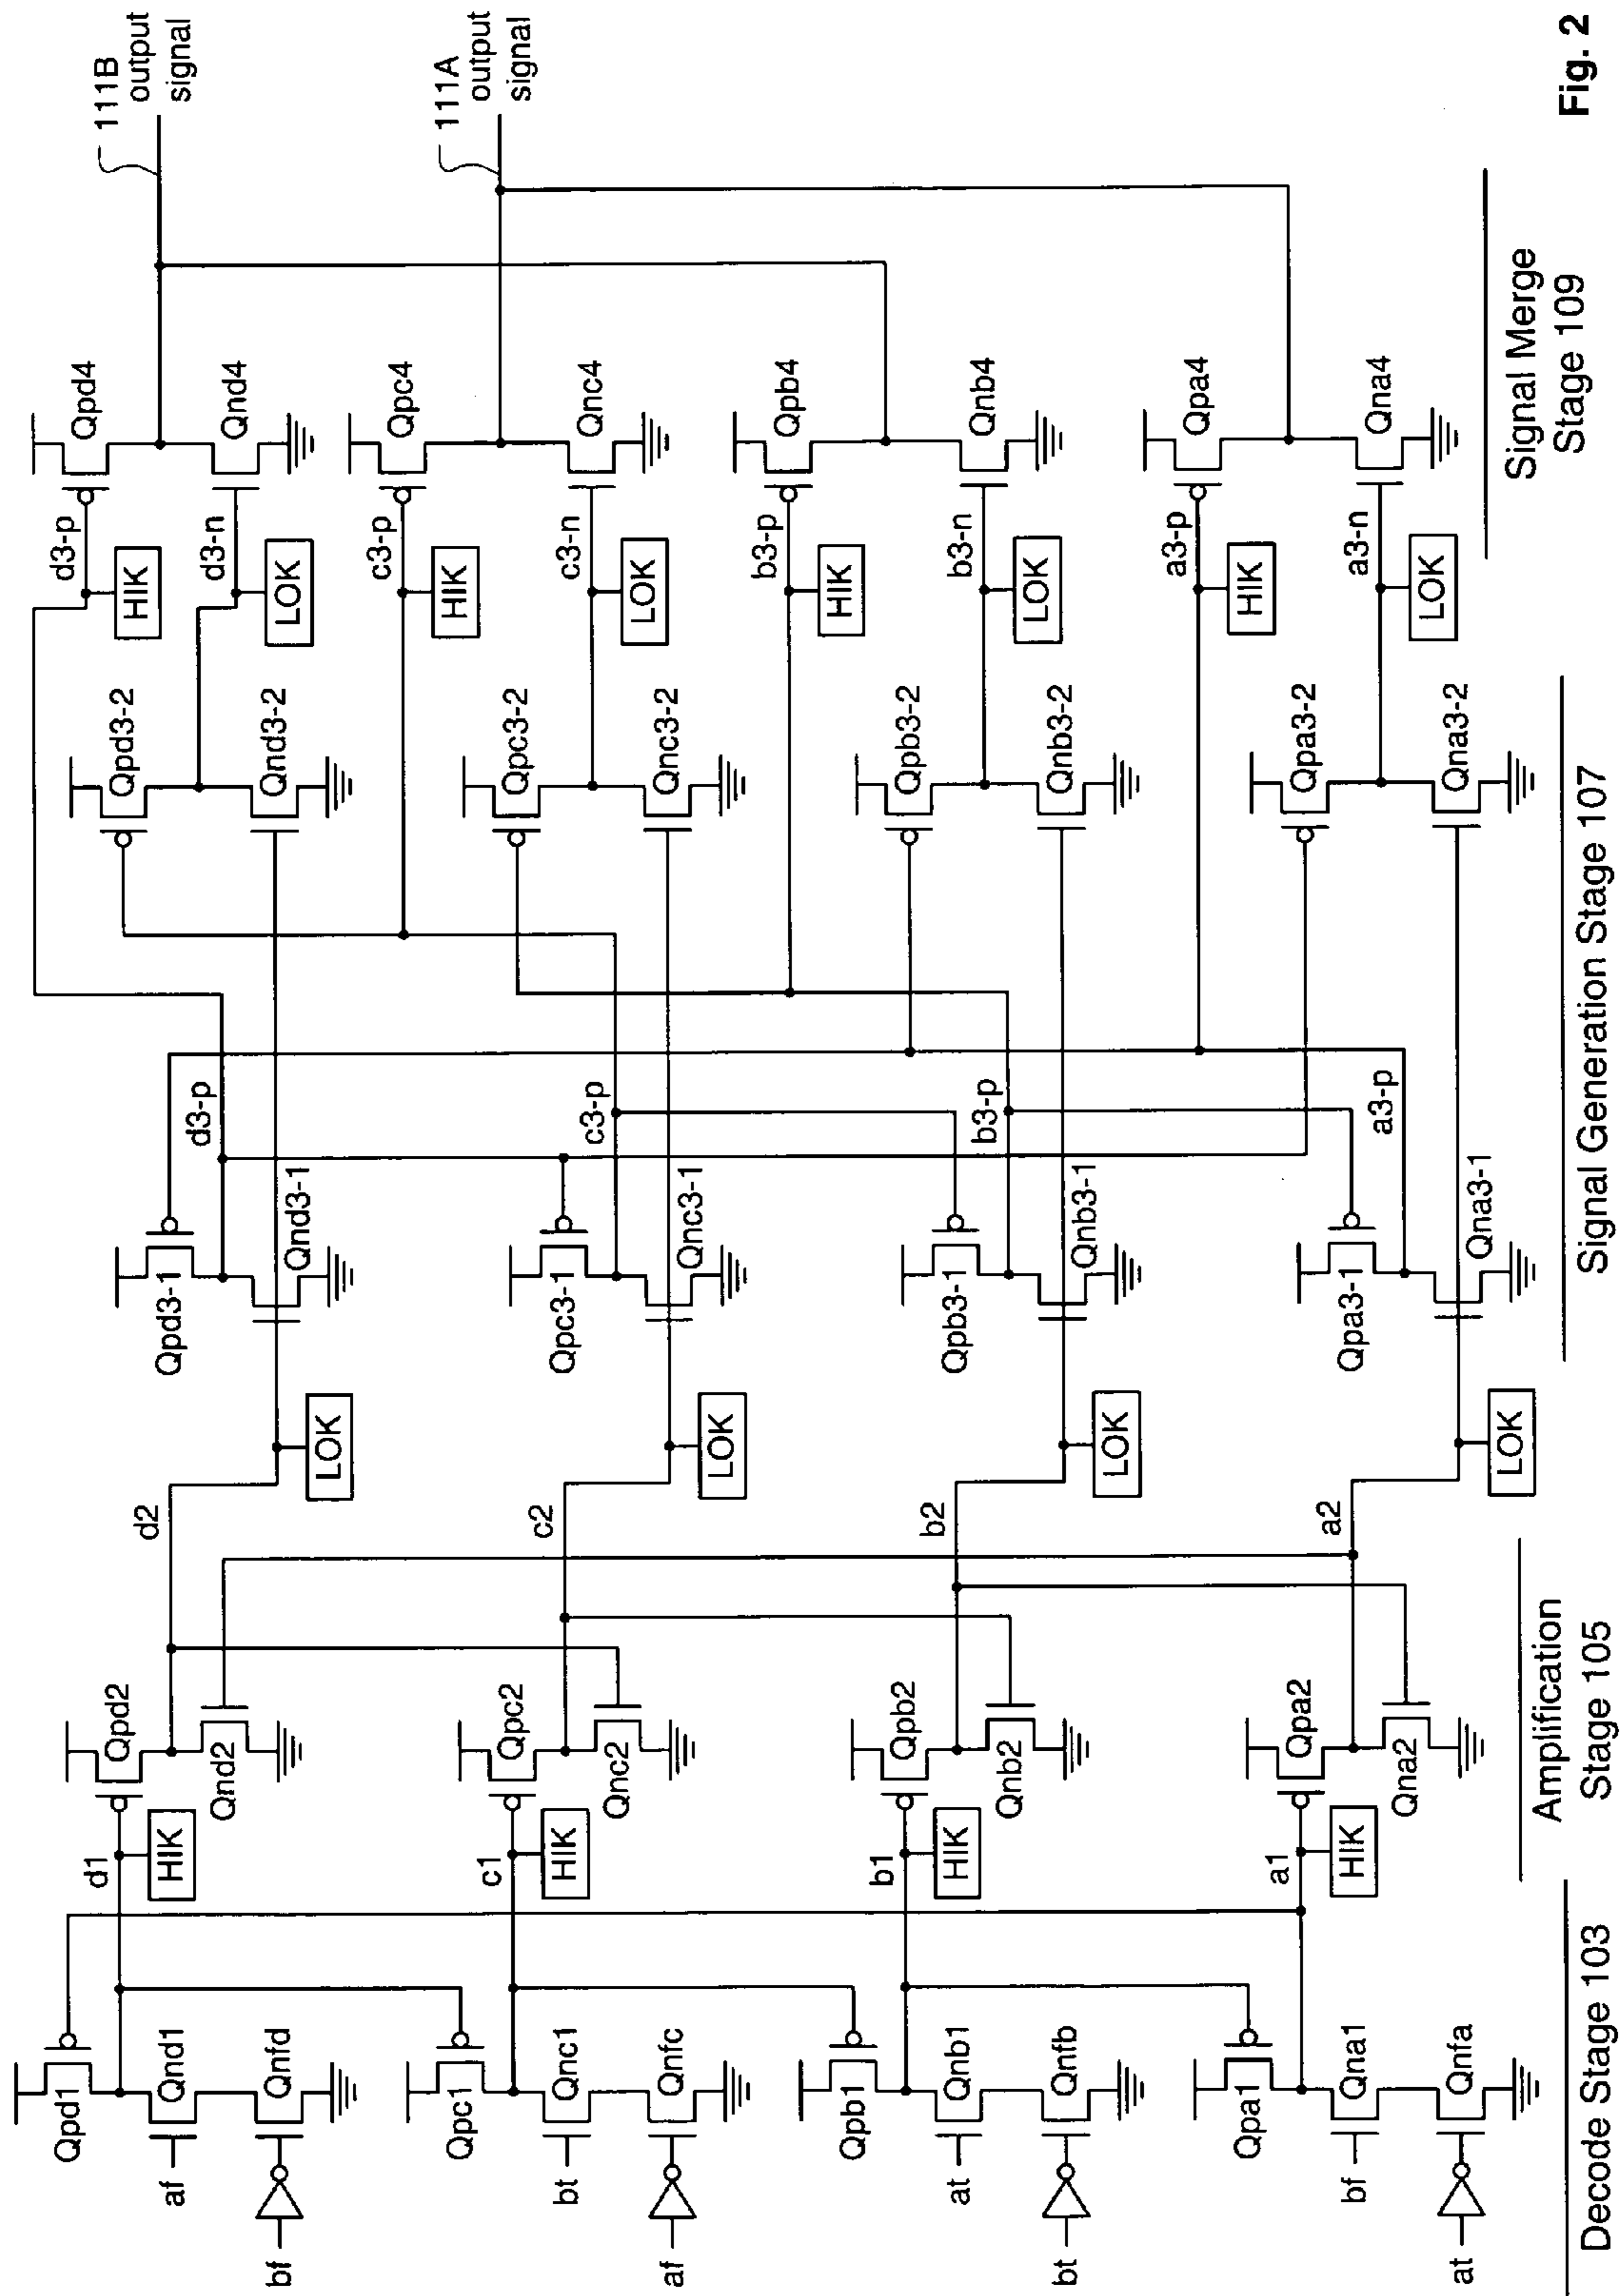 111B
output
signal
111A
output
signal
Fig. 2
Qpd1
Qnd1
Qnfd
af
bf
d1
HIK
Qpd2
Qnd2
d2
LOK
Qpd3-1
Qnd3-1
d3-p
Qpd3-2
Qnd3-2
d3-p
HIK
d3-n
LOK
Qpd4
Qnd4
Qpc1
Qnc1
Qnfc
bt
af
c1
HIK
Qpc2
Qnc2
c2
LOK
Qpc3-1
Qnc3-1
c3-p
Qpc3-2
Qnc3-2
c3-p
HIK
c3-n
LOK
Qpc4
Qnc4
Qpb1
Qnb1
Qnfb
at
bt
b1
HIK
Qpb2
Qnb2
b2
LOK
Qpb3-1
Qnb3-1
b3-p
Qpb3-2
Qnb3-2
b3-p
HIK
b3-n
LOK
Qpb4
Qnb4
Qpa1
Qna1
Qnfa
bf
at
a1
HIK
Qpa2
Qna2
a2
LOK
Qpa3-1
Qna3-1
a3-p
Qpa3-2
Qna3-2
a3-p
HIK
a3-n
LOK
Qpa4
Qna4
Decode Stage 103
Amplification
Stage 105
Signal Generation Stage 107
Signal Merge
Stage 109